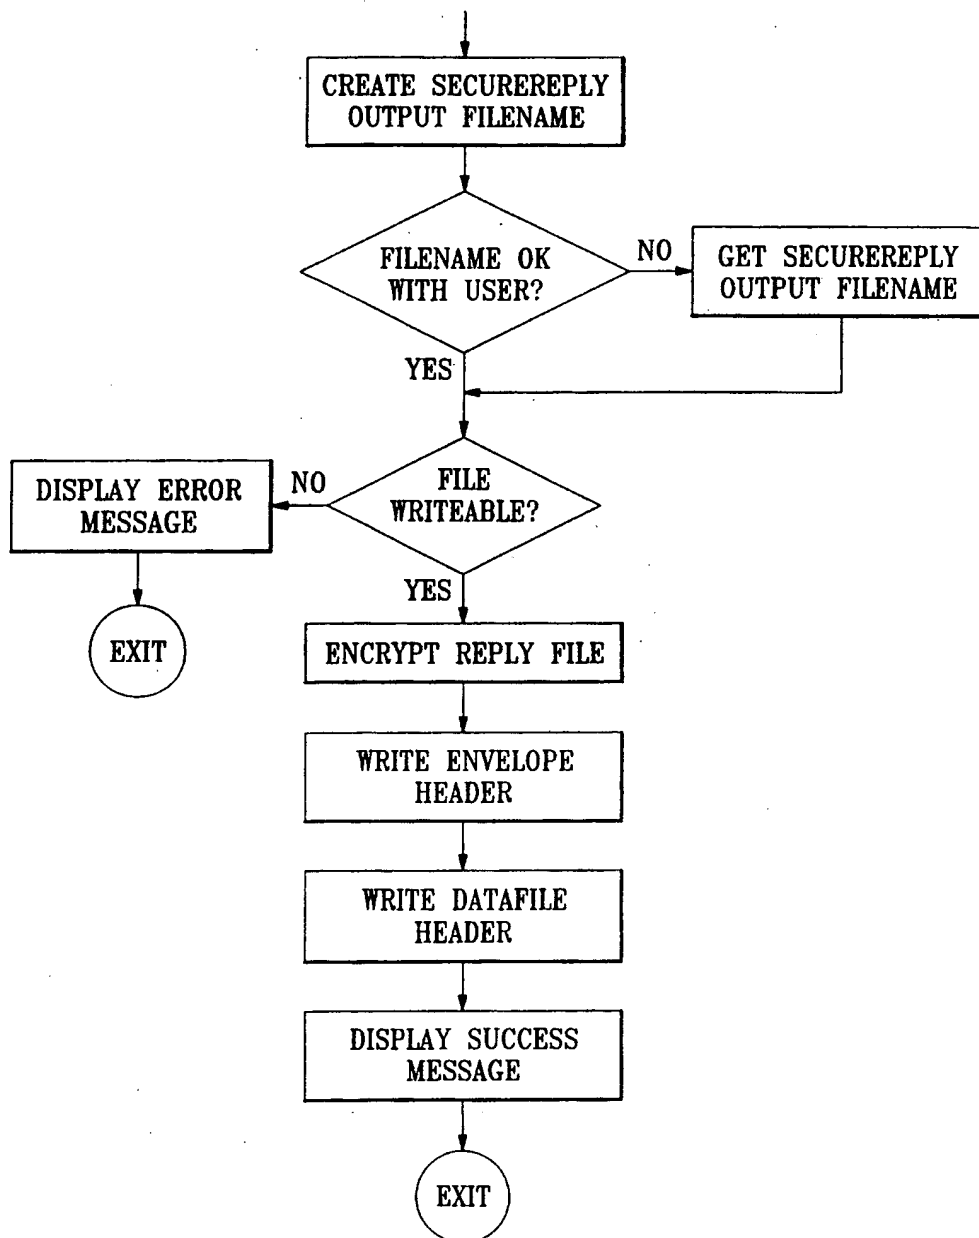 CREATE SECUREREPLY
OUTPUT FILENAME
FILENAME OK
WITH USER?
NO
GET SECUREREPLY
OUTPUT FILENAME
YES
DISPLAY ERROR
MESSAGE
NO
FILE
WRITEABLE?
YES
EXIT
ENCRYPT REPLY FILE
WRITE ENVELOPE
HEADER
WRITE DATAFILE
HEADER
DISPLAY SUCCESS
MESSAGE
EXIT